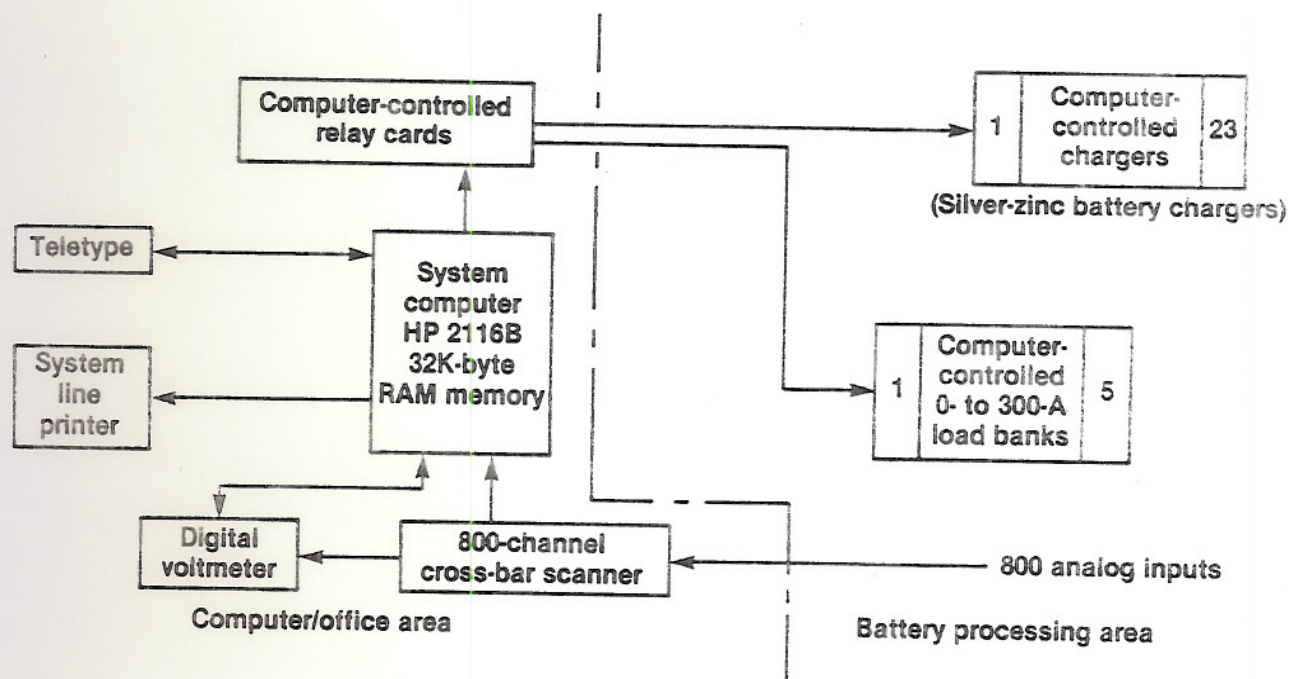 Computer-controlled
relay cards
1
Computer-
controlled
chargers
23
(Silver-zinc battery chargers)
Teletype
System
computer
HP 2116B
32K-byte
RAM memory
System
line
printer
1
Computer-
controlled
0- to 300-A
load banks
5
Digital
voltmeter
800-channel
cross-bar scanner
800 analog inputs
Computer/office area
Battery processing area